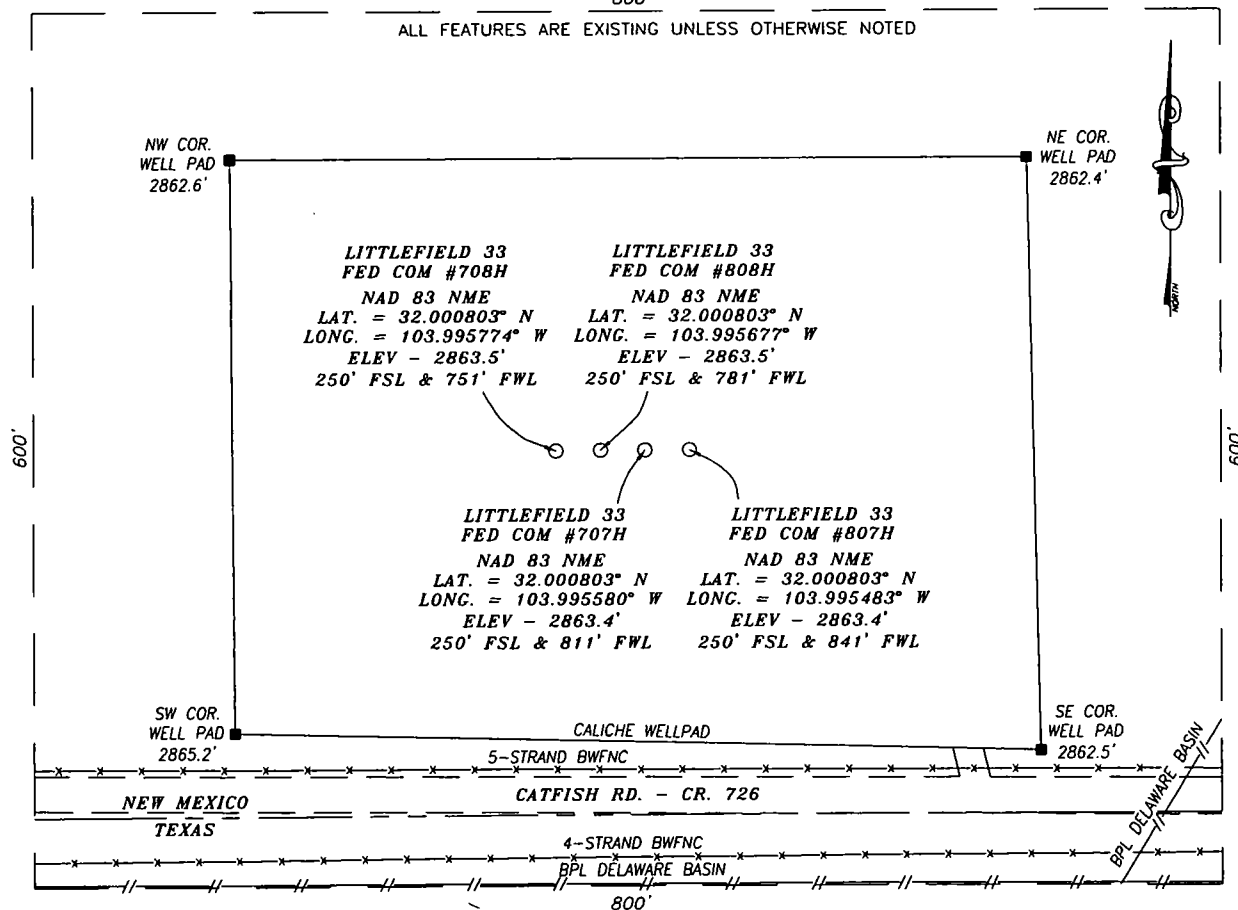 800'
ALL FEATURES ARE EXISTING UNLESS OTHERWISE NOTED
NW COR.
WELL PAD
2862.6'
NE COR.
WELL PAD
2862.4'
NORTH
LITTLEFIELD 33
FED COM #708H
NAD 83 NME
LAT. = 32.000803° N
LONG. = 103.995774° W
ELEV - 2863.5'
250' FSL & 751' FWL
LITTLEFIELD 33
FED COM #808H
NAD 83 NME
LAT. = 32.000803° N
LONG. = 103.995677° W
ELEV - 2863.5'
250' FSL & 781' FWL
600'
600'
LITTLEFIELD 33
FED COM #707H
NAD 83 NME
LAT. = 32.000803° N
LONG. = 103.995580° W
ELEV - 2863.4'
250' FSL & 811' FWL
LITTLEFIELD 33
FED COM #807H
NAD 83 NME
LAT. = 32.000803° N
LONG. = 103.995483° W
ELEV - 2863.4'
250' FSL & 841' FWL
SW COR.
WELL PAD
2865.2'
CALICHE WELLPAD
SE COR.
WELL PAD
2862.5'
5-STRAND BWFNC
BPL DELAWARE BASIN
NEW MEXICO
CATFISH RD. - CR. 726
TEXAS
4-STRAND BWFNC
BPL DELAWARE BASIN
800'